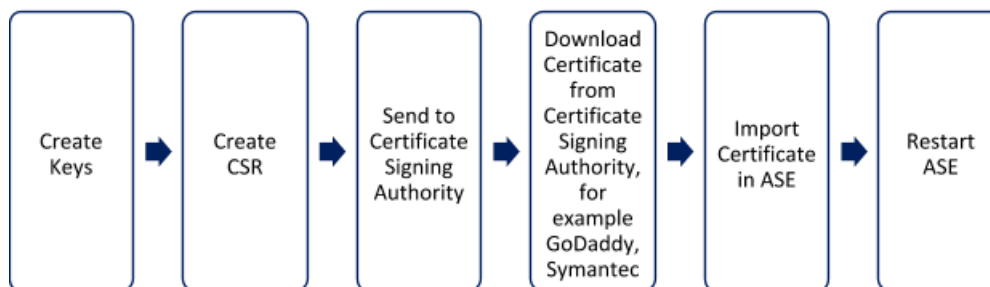 Create
Keys
Create
CSR
Send to
Certificate
Signing
Authority
Download
Certificate
from
Certificate
Signing
Authority,
for
example
GoDaddy,
Symantec
Import
Certificate
in ASE
Restart
ASE